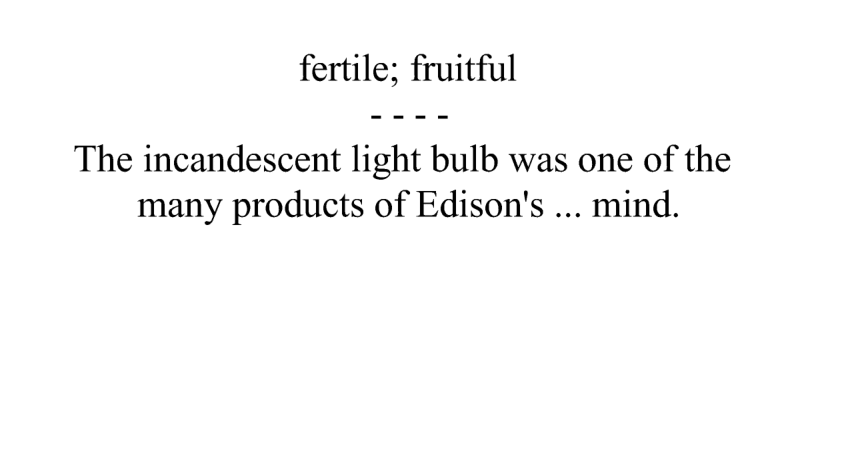 fertile; fruitful
- - - -
The incandescent light bulb was one of the
many products of Edison's ... mind.